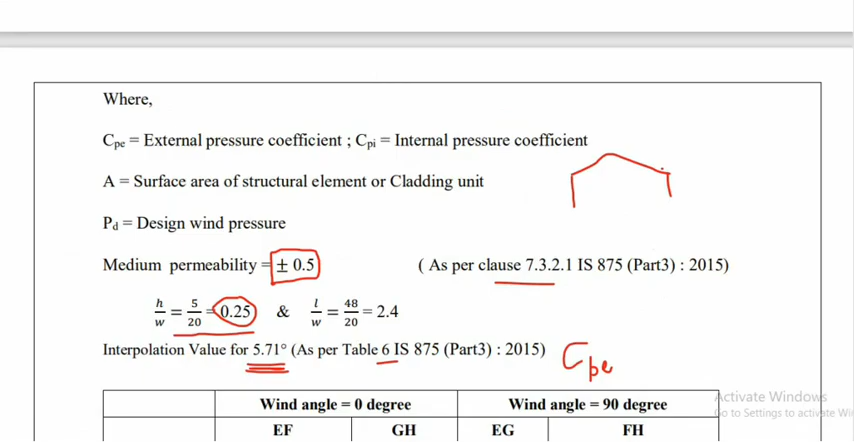 Where,
Cpe = External pressure coefficient ; Cpi = Internal pressure coefficient
A = Surface area of structural element or Cladding unit
Pd = Design wind pressure
Medium permeability = ± 0.5 ( As per clause 7.3.2.1 IS 875 (Part3) : 2015)
h/w = 5/20 = 0.25 & l/w = 48/20 = 2.4
Interpolation Value for 5.71° (As per Table 6 IS 875 (Part3) : 2015) Cpe
Wind angle = 0 degree Wind angle = 90 degree
Activate Windows
Go to Settings to activate Wi
EF GH EG FH